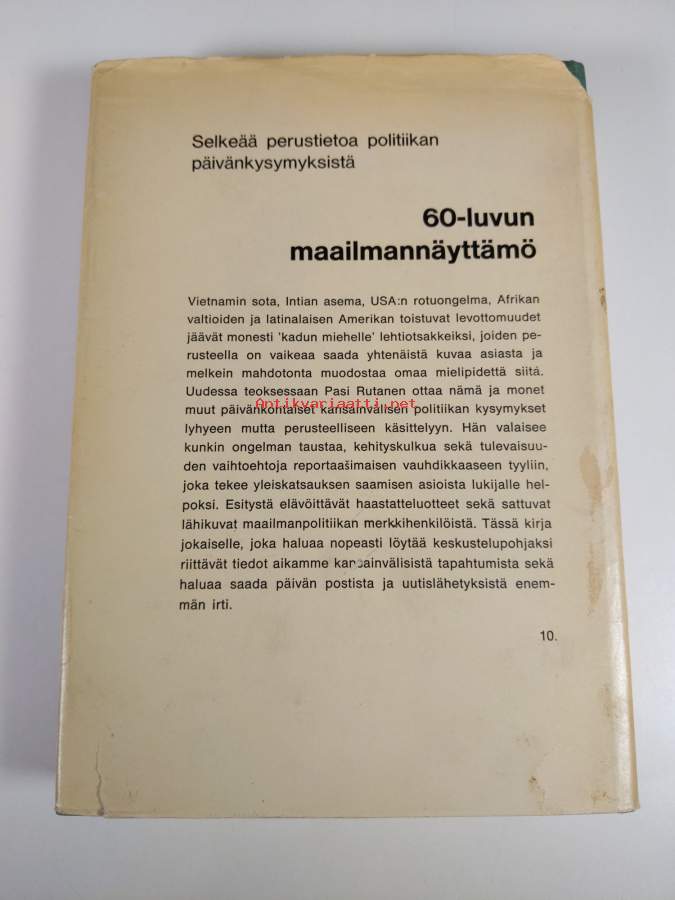 Selkeää perustietoa politiikan
päivänkysymyksistä
60-luvun
maailmannäyttämö
Vietnamin sota, Intian asema, USA:n rotuongelma, Afrikan
valtioiden ja latinalaisen Amerikan toistuvat levottomuudet
jäävät monesti 'kadun miehelle' lehtiotsakkeiksi, joiden pe-
rusteella on vaikeaa saada yhtenäistä kuvaa asiasta ja
melkein mahdotonta muodostaa omaa mielipidettä siitä.
Uudessa teoksessaan Pasi Rutanen ottaa nämä ja monet
Antikvariaatti.net
muut päivänkohtaiset kansainvälisen politiikan kysymykset
lyhyeen mutta perusteelliseen käsittelyyn. Hän valaisee
kunkin ongelman taustaa, kehityskulkua sekä tulevaisuu-
den vaihtoehtoja reportaašimaisen vauhdikkaaseen tyyliin,
joka tekee yleiskatsauksen saamisen asioista lukijalle hel-
poksi. Esitystä elävöittävät haastatteluotteet sekä sattuvat
lähikuvat maailmanpolitiikan merkkihenkilöistä. Tässä kirja
jokaiselle, joka haluaa nopeasti löytää keskustelupohjaksi
riittävät tiedot aikamme kansainvälisistä tapahtumista sekä
haluaa saada päivän postista ja uutislähetyksistä enem-
män irti.
10.